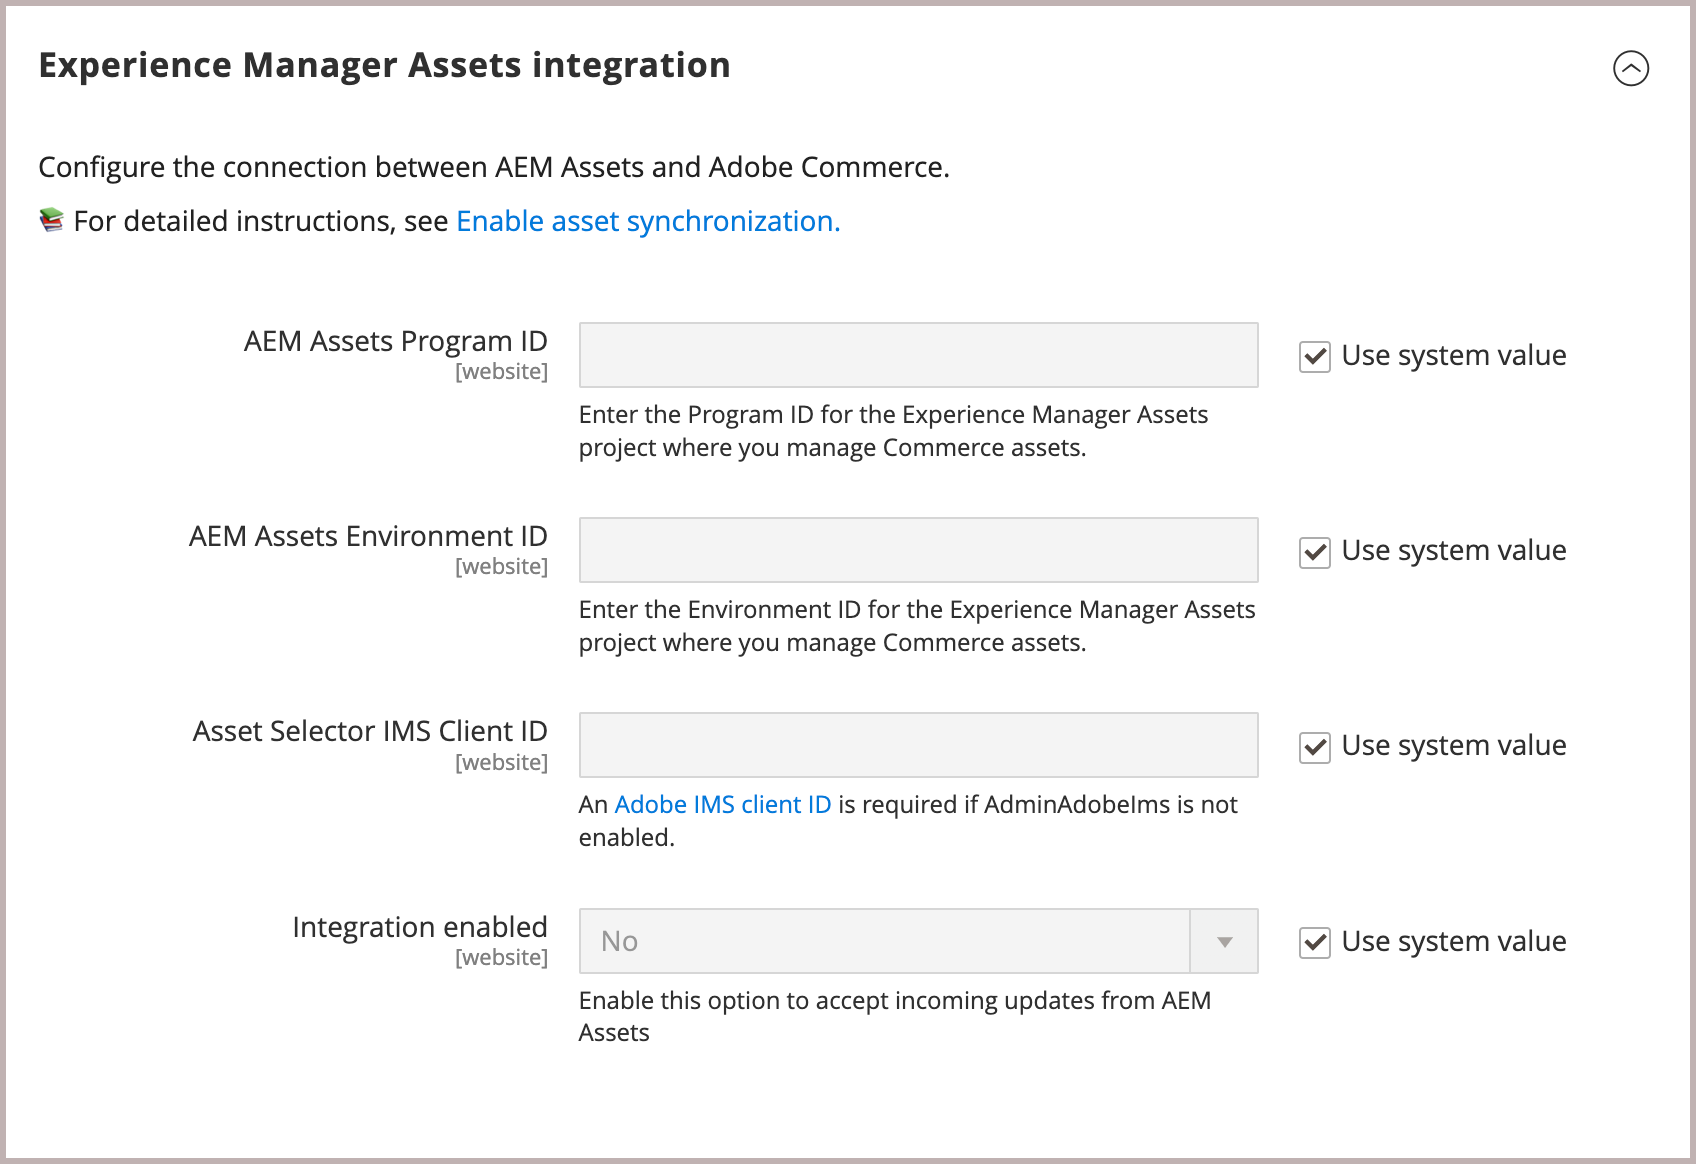 Experience Manager Assets integration
Configure the connection between AEM Assets and Adobe Commerce.
For detailed instructions, see Enable asset synchronization.
AEM Assets Program ID
[website]
Use system value
Enter the Program ID for the Experience Manager Assets
project where you manage Commerce assets.
AEM Assets Environment ID
[website]
Use system value
Enter the Environment ID for the Experience Manager Assets
project where you manage Commerce assets.
Asset Selector IMS Client ID
[website]
Use system value
An Adobe IMS client ID is required if AdminAdobeIms is not
enabled.
Integration enabled
[website]
No
Use system value
Enable this option to accept incoming updates from AEM
Assets